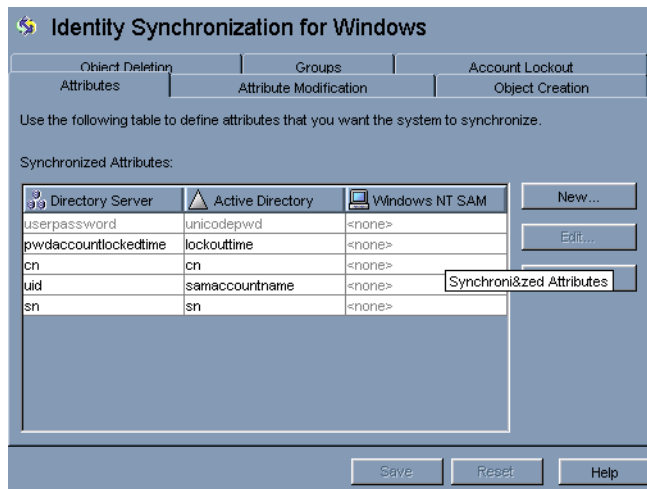 Identity Synchronization for Windows
Object Deletion Groups Account Lockout
Attributes Attribute Modification Object Creation
Use the following table to define attributes that you want the system to synchronize.
Synchronized Attributes:
Directory Server Active Directory Windows NT SAM
New...
userpassword unicodepwd <none>
pwdaccountlockedtime lockouttime <none>
Edit...
cn cn <none>
uid samaccountname <none>
Synchroni&zed Attributes
sn sn <none>
Save Reset Help